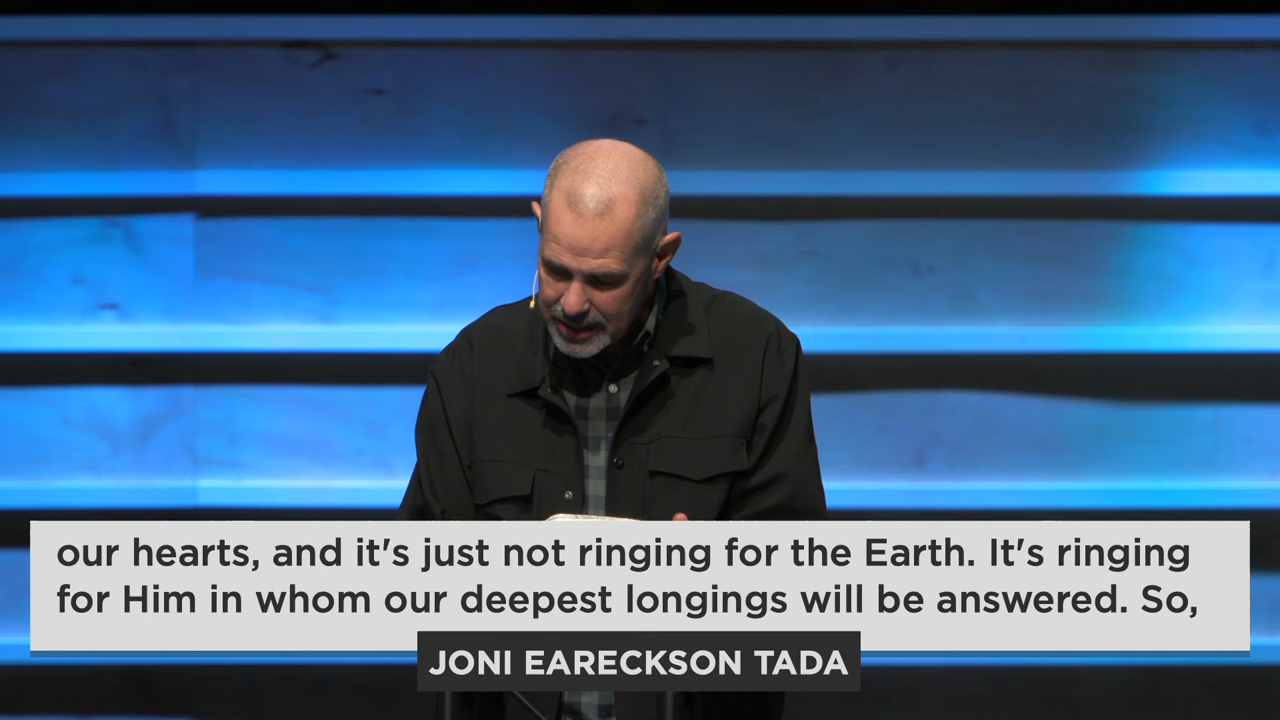 our hearts, and it's just not ringing for the Earth. It's ringing
for Him in whom our deepest longings will be answered. So,
JONI EARECKSON TADA